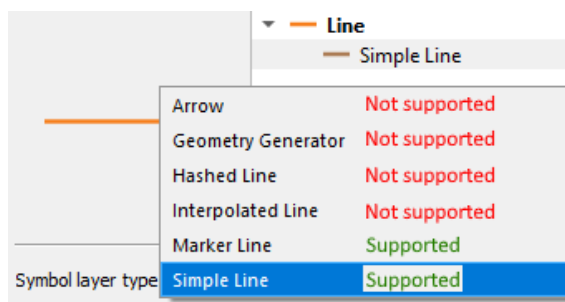 Line
Simple Line
Arrow Not supported
Geometry Generator Not supported
Hashed Line Not supported
Interpolated Line Not supported
Marker Line Supported
Symbol layer type Simple Line Supported